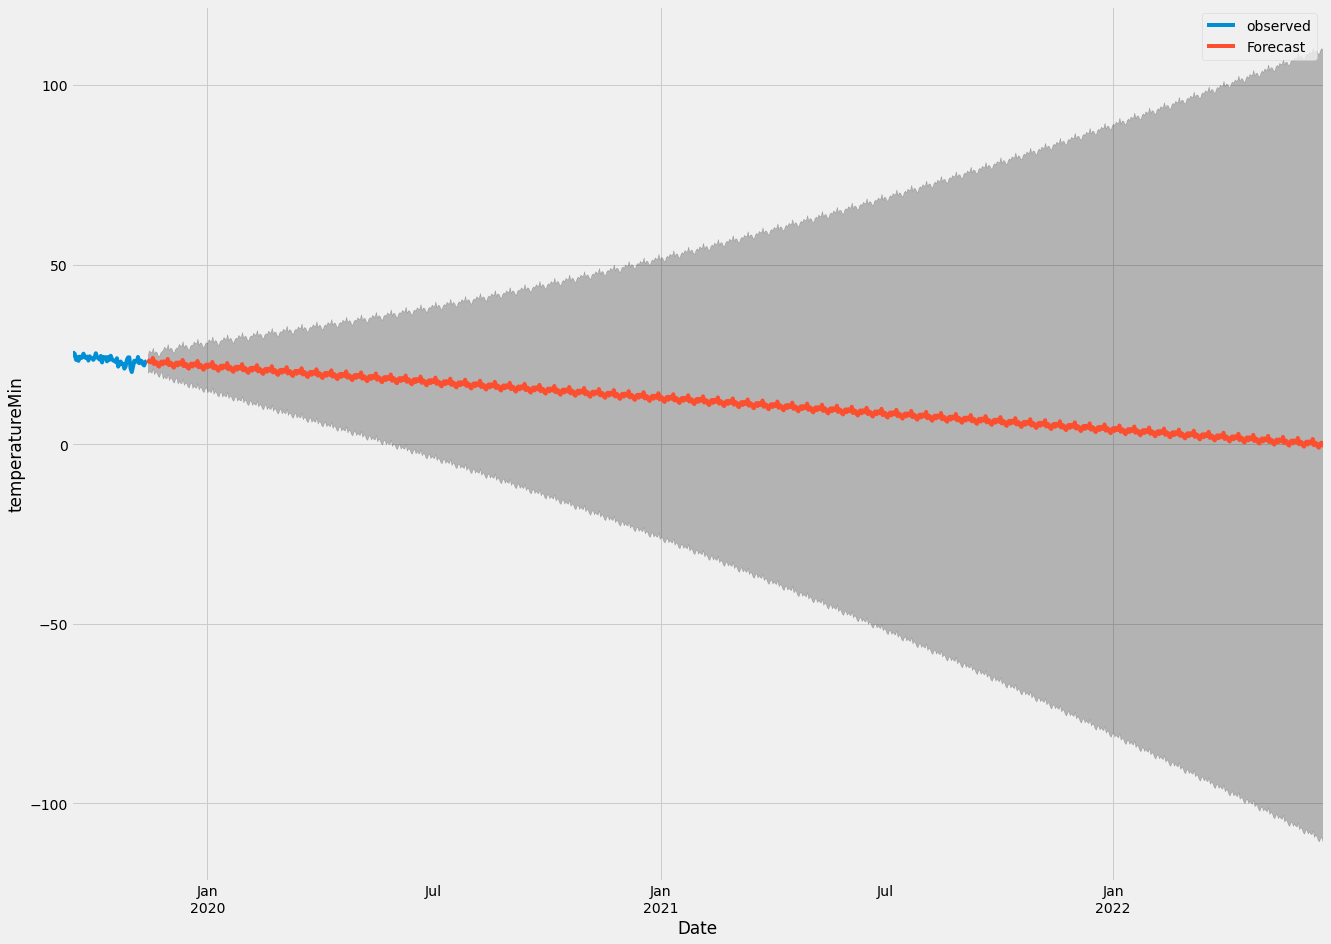 observed
Forecast
100
50
0
−50
−100
temperatureMin
Jan
2020
Jul
Jan
2021
Jul
Jan
2022
Date